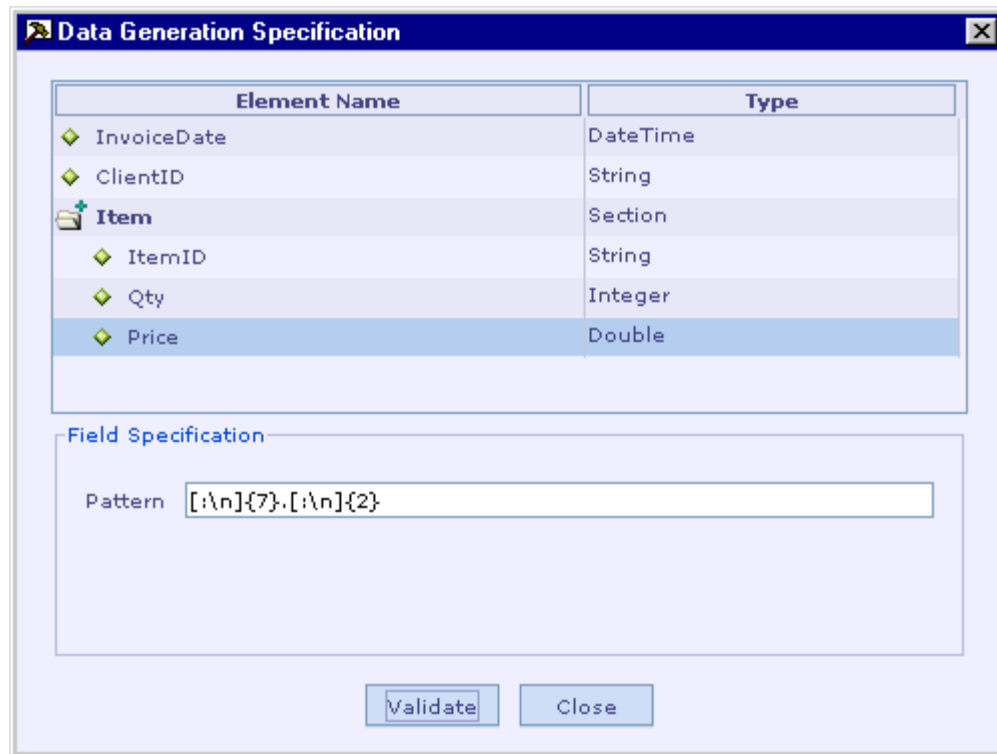 Data Generation Specification
Element Name Type
InvoiceDate DateTime
ClientID String
Item Section
ItemID String
Qty Integer
Price Double
Field Specification
Pattern [:\n]{7}.[:\n]{2}
Validate Close